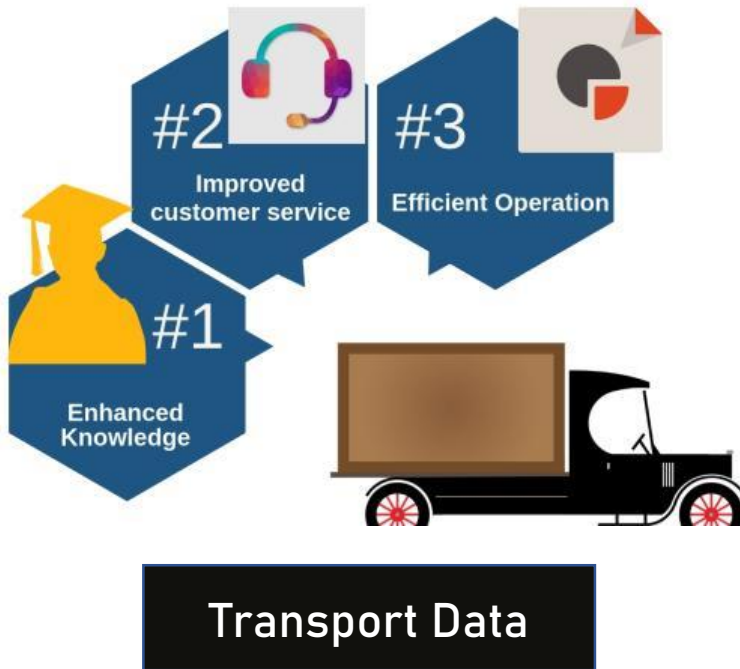 #1
Enhanced
Knowledge
#2
Improved
customer service
#3
Efficient Operation
Transport Data